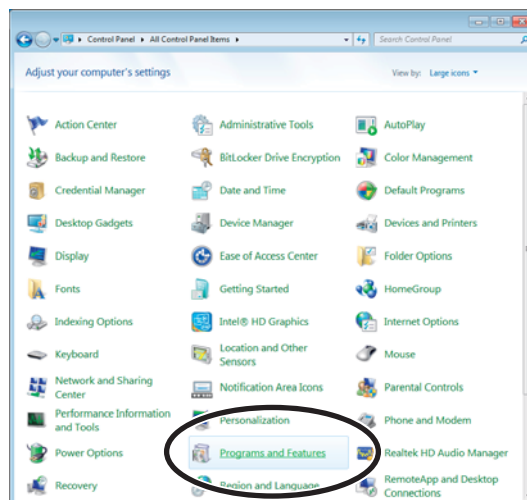 Control Panel ▸ All Control Panel Items ▸
Search Control Panel
Adjust your computer's settings
View by: Large icons
Action Center
Administrative Tools
AutoPlay
Backup and Restore
BitLocker Drive Encryption
Color Management
Credential Manager
Date and Time
Default Programs
Desktop Gadgets
Device Manager
Devices and Printers
Display
Ease of Access Center
Folder Options
Fonts
Getting Started
HomeGroup
Indexing Options
Intel® HD Graphics
Internet Options
Keyboard
Location and Other
Sensors
Mouse
Network and Sharing
Center
Notification Area Icons
Parental Controls
Performance Information
and Tools
Personalization
Phone and Modem
Power Options
Programs and Features
Realtek HD Audio Manager
Recovery
Region and Language
RemoteApp and Desktop
Connections